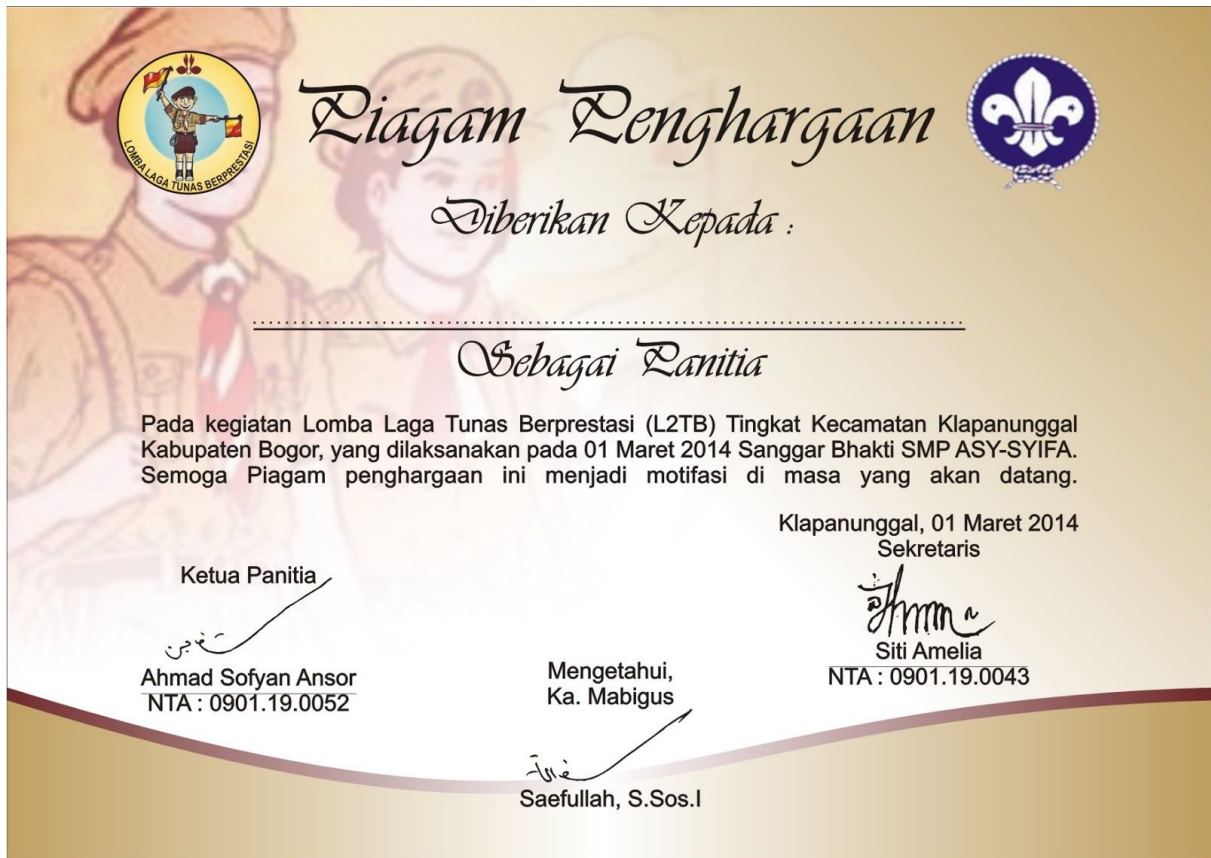 LOMBA LAGA TUNAS BERPRESTASI
Piagam Penghargaan
Diberikan Kepada :
Sebagai Panitia
Pada kegiatan Lomba Laga Tunas Berprestasi (L2TB) Tingkat Kecamatan Klapanunggal
Kabupaten Bogor, yang dilaksanakan pada 01 Maret 2014 Sanggar Bhakti SMP ASY-SYIFA.
Semoga Piagam penghargaan ini menjadi motifasi di masa yang akan datang.
Klapanunggal, 01 Maret 2014
Sekretaris
Siti Amelia
NTA : 0901.19.0043
Ketua Panitia
Ahmad Sofyan Ansor
NTA : 0901.19.0052
Mengetahui,
Ka. Mabigus
Saefullah, S.Sos.I